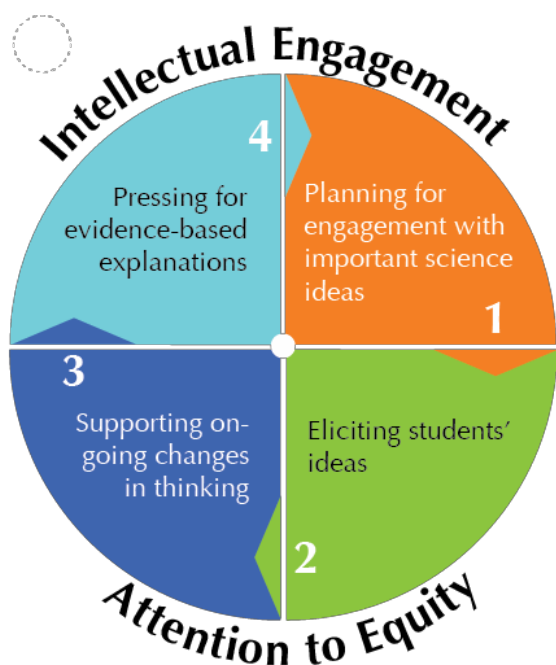 Intellectual Engagement
1
Planning for
engagement with
important science
ideas
2
Eliciting students'
ideas
3
Supporting on-
going changes
in thinking
4
Pressing for
evidence-based
explanations
Attention to Equity